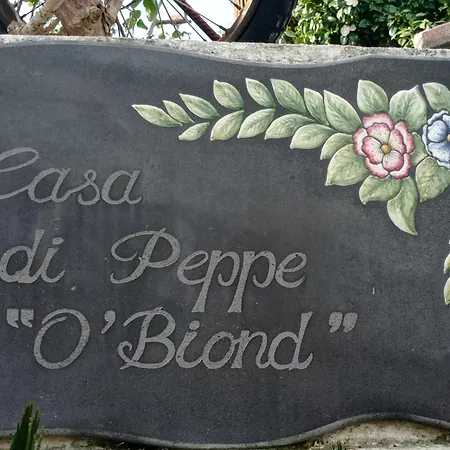 Casa
di Peppe
"O'Biond"